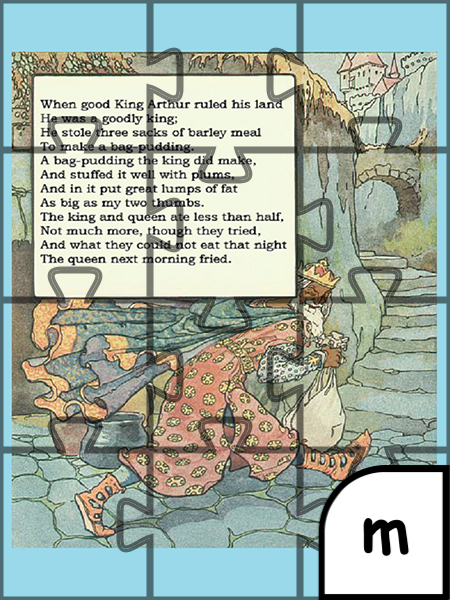 When good King Arthur ruled his land
He was a goodly king;
He stole three sacks of barley meal
To make a bag-pudding.
A bag-pudding the king did make,
And stuffed it well with plums,
And in it put great lumps of fat
As big as my two thumbs.
The king and queen ate less than half,
Not much more, though they tried,
And what they could not eat that night
The queen next morning fried.
m